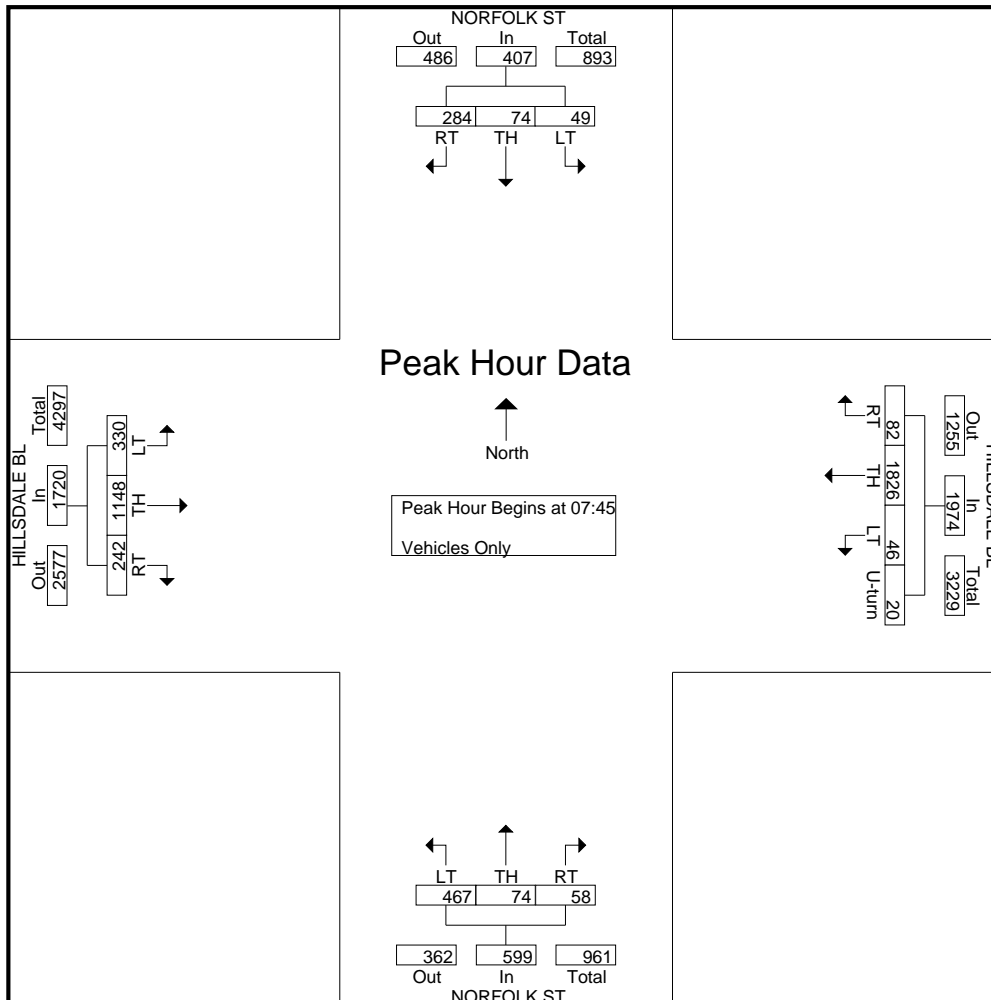 NORFOLK ST
Out In Total
486 407 893
284 74 49
RT TH LT
Peak Hour Data
North
Peak Hour Begins at 07:45
Vehicles Only
HILLSDALE BL
Total In Out
4297 1720 2577
330 1148 242
LT TH RT
HILLSDALE BL
Out In Total
1255 1974 3229
82 1826 46 20
RT TH LT U-turn
LT TH RT
467 74 58
362 599 961
Out In Total
NORFOLK ST